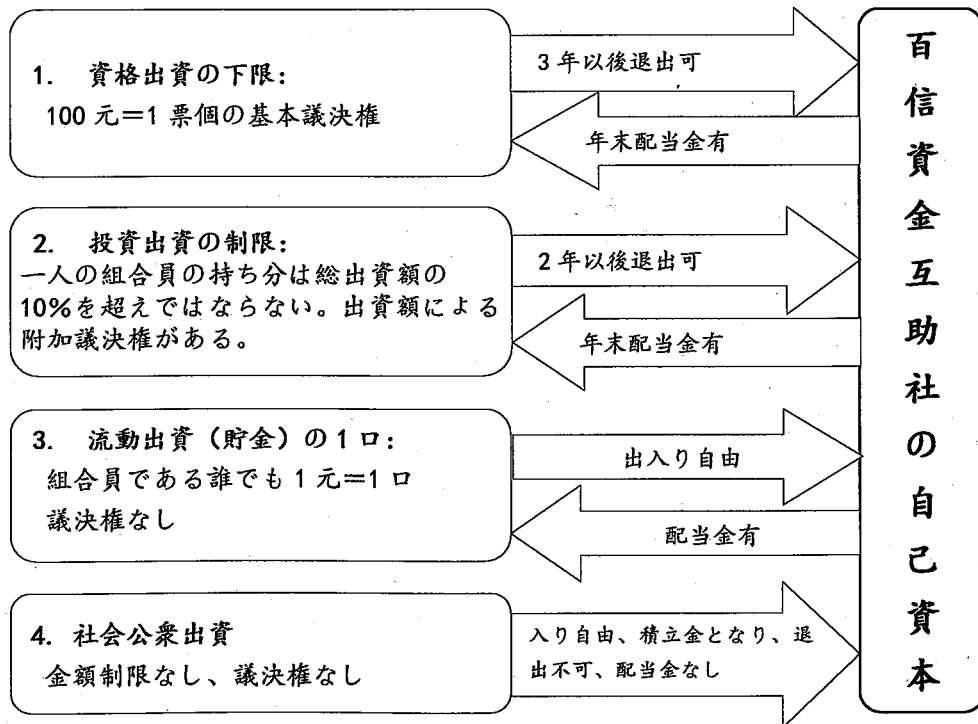 1. 資格出資の下限:
100 元＝1 票個の基本議決権
3 年以後退出可
年末配当金有
2. 投資出資の制限:
一人の組合員の持ち分は総出資額の
10%を超えではならない。出資額による
附加議決権がある。
2 年以後退出可
年末配当金有
3. 流動出資（貯金）の 1 口:
組合員である誰でも 1 元＝1 口
議決権なし
出入り自由
配当金有
4. 社会公衆出資
金額制限なし、議決権なし
入り自由、積立金となり、退
出不可、配当金なし
百信資金互助社の自己資本